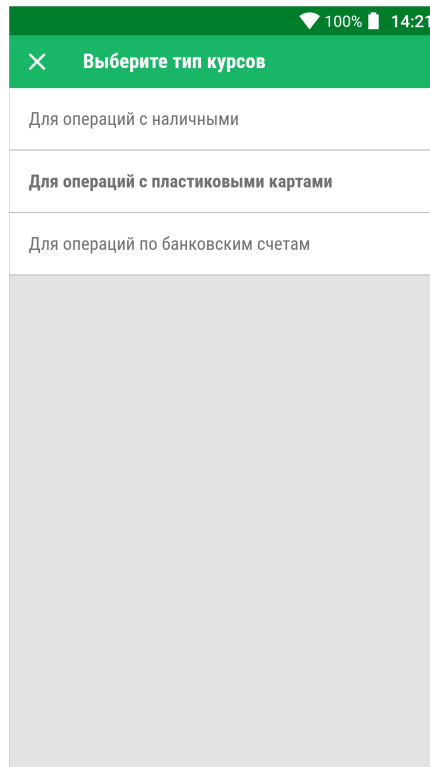 100% 14:21
Выберите тип курсов
Для операций с наличными
Для операций с пластиковыми картами
Для операций по банковским счетам